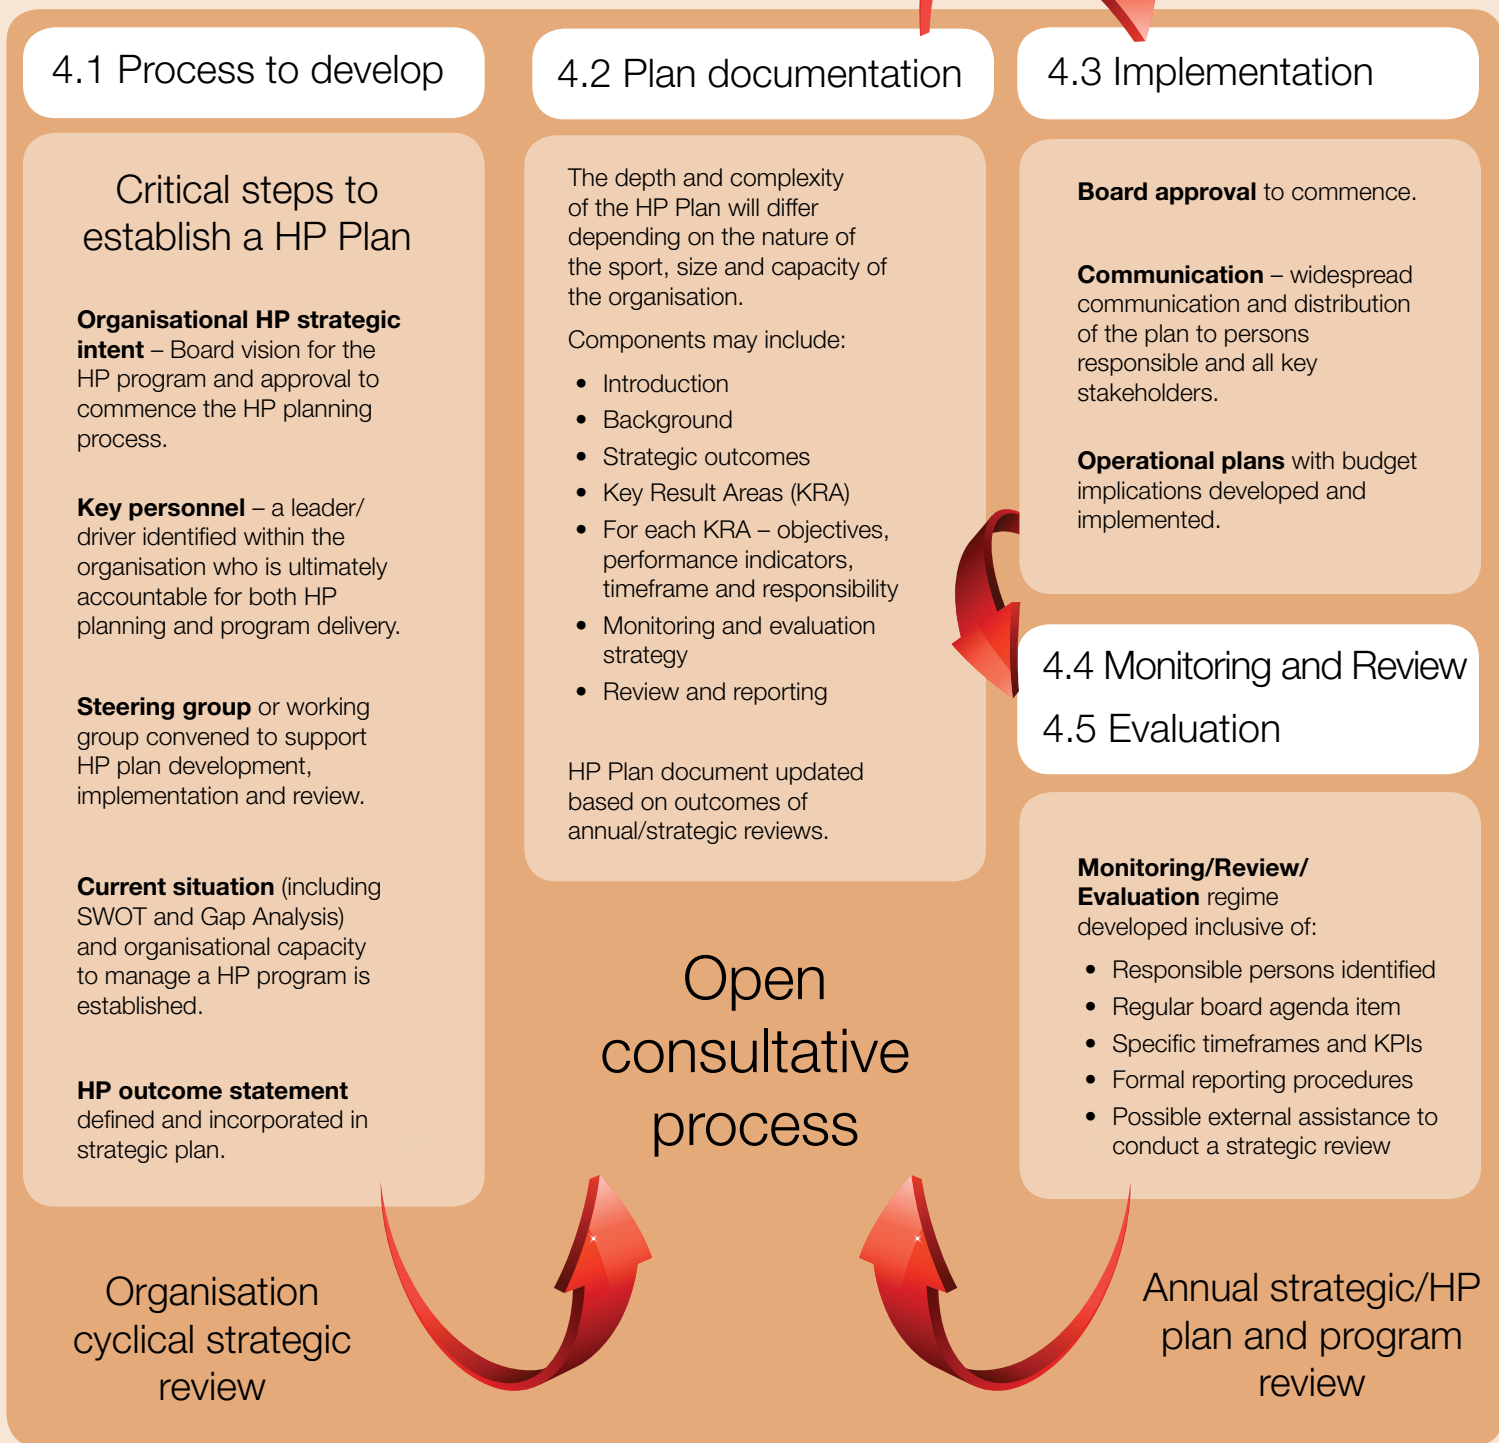 4.1 Process to develop
Critical steps to
establish a HP Plan
Organisational HP strategic
intent – Board vision for the
HP program and approval to
commence the HP planning
process.
Key personnel – a leader/
driver identified within the
organisation who is ultimately
accountable for both HP
planning and program delivery.
Steering group or working
group convened to support
HP plan development,
implementation and review.
Current situation (including
SWOT and Gap Analysis)
and organisational capacity
to manage a HP program is
established.
HP outcome statement
defined and incorporated in
strategic plan.
4.2 Plan documentation
The depth and complexity
of the HP Plan will differ
depending on the nature of
the sport, size and capacity of
the organisation.
Components may include:
• Introduction
• Background
• Strategic outcomes
• Key Result Areas (KRA)
• For each KRA – objectives,
performance indicators,
timeframe and responsibility
• Monitoring and evaluation
strategy
• Review and reporting
HP Plan document updated
based on outcomes of
annual/strategic reviews.
4.3 Implementation
Board approval to commence.
Communication – widespread
communication and distribution
of the plan to persons
responsible and all key
stakeholders.
Operational plans with budget
implications developed and
implemented.
4.4 Monitoring and Review
4.5 Evaluation
Monitoring/Review/
Evaluation regime
developed inclusive of:
• Responsible persons identified
• Regular board agenda item
• Specific timeframes and KPIs
• Formal reporting procedures
• Possible external assistance to
conduct a strategic review
Open
consultative
process
Organisation
cyclical strategic
review
Annual strategic/HP
plan and program
review